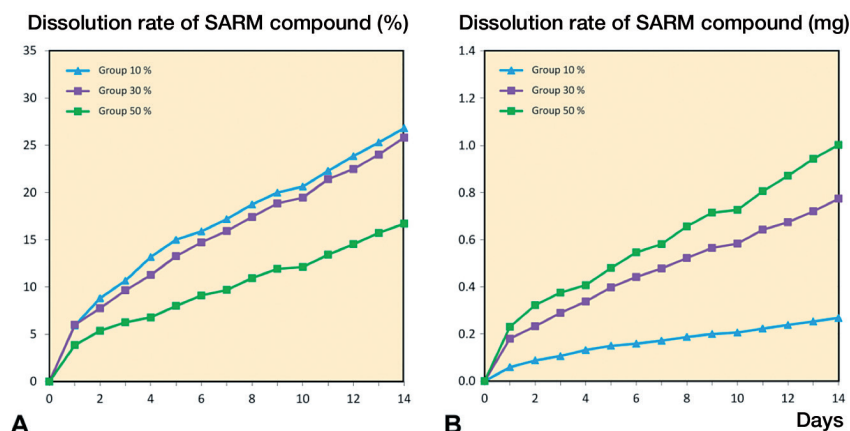 Dissolution rate of SARM compound (%)
35
30
25
20
15
10
5
0
Group 10 %
Group 30 %
Group 50 %
0 2 4 6 8 10 12 14
A
Dissolution rate of SARM compound (mg)
1.4
1.2
1.0
0.8
0.6
0.4
0.2
0.0
Group 10 %
Group 30 %
Group 50 %
0 2 4 6 8 10 12 14
B
Days